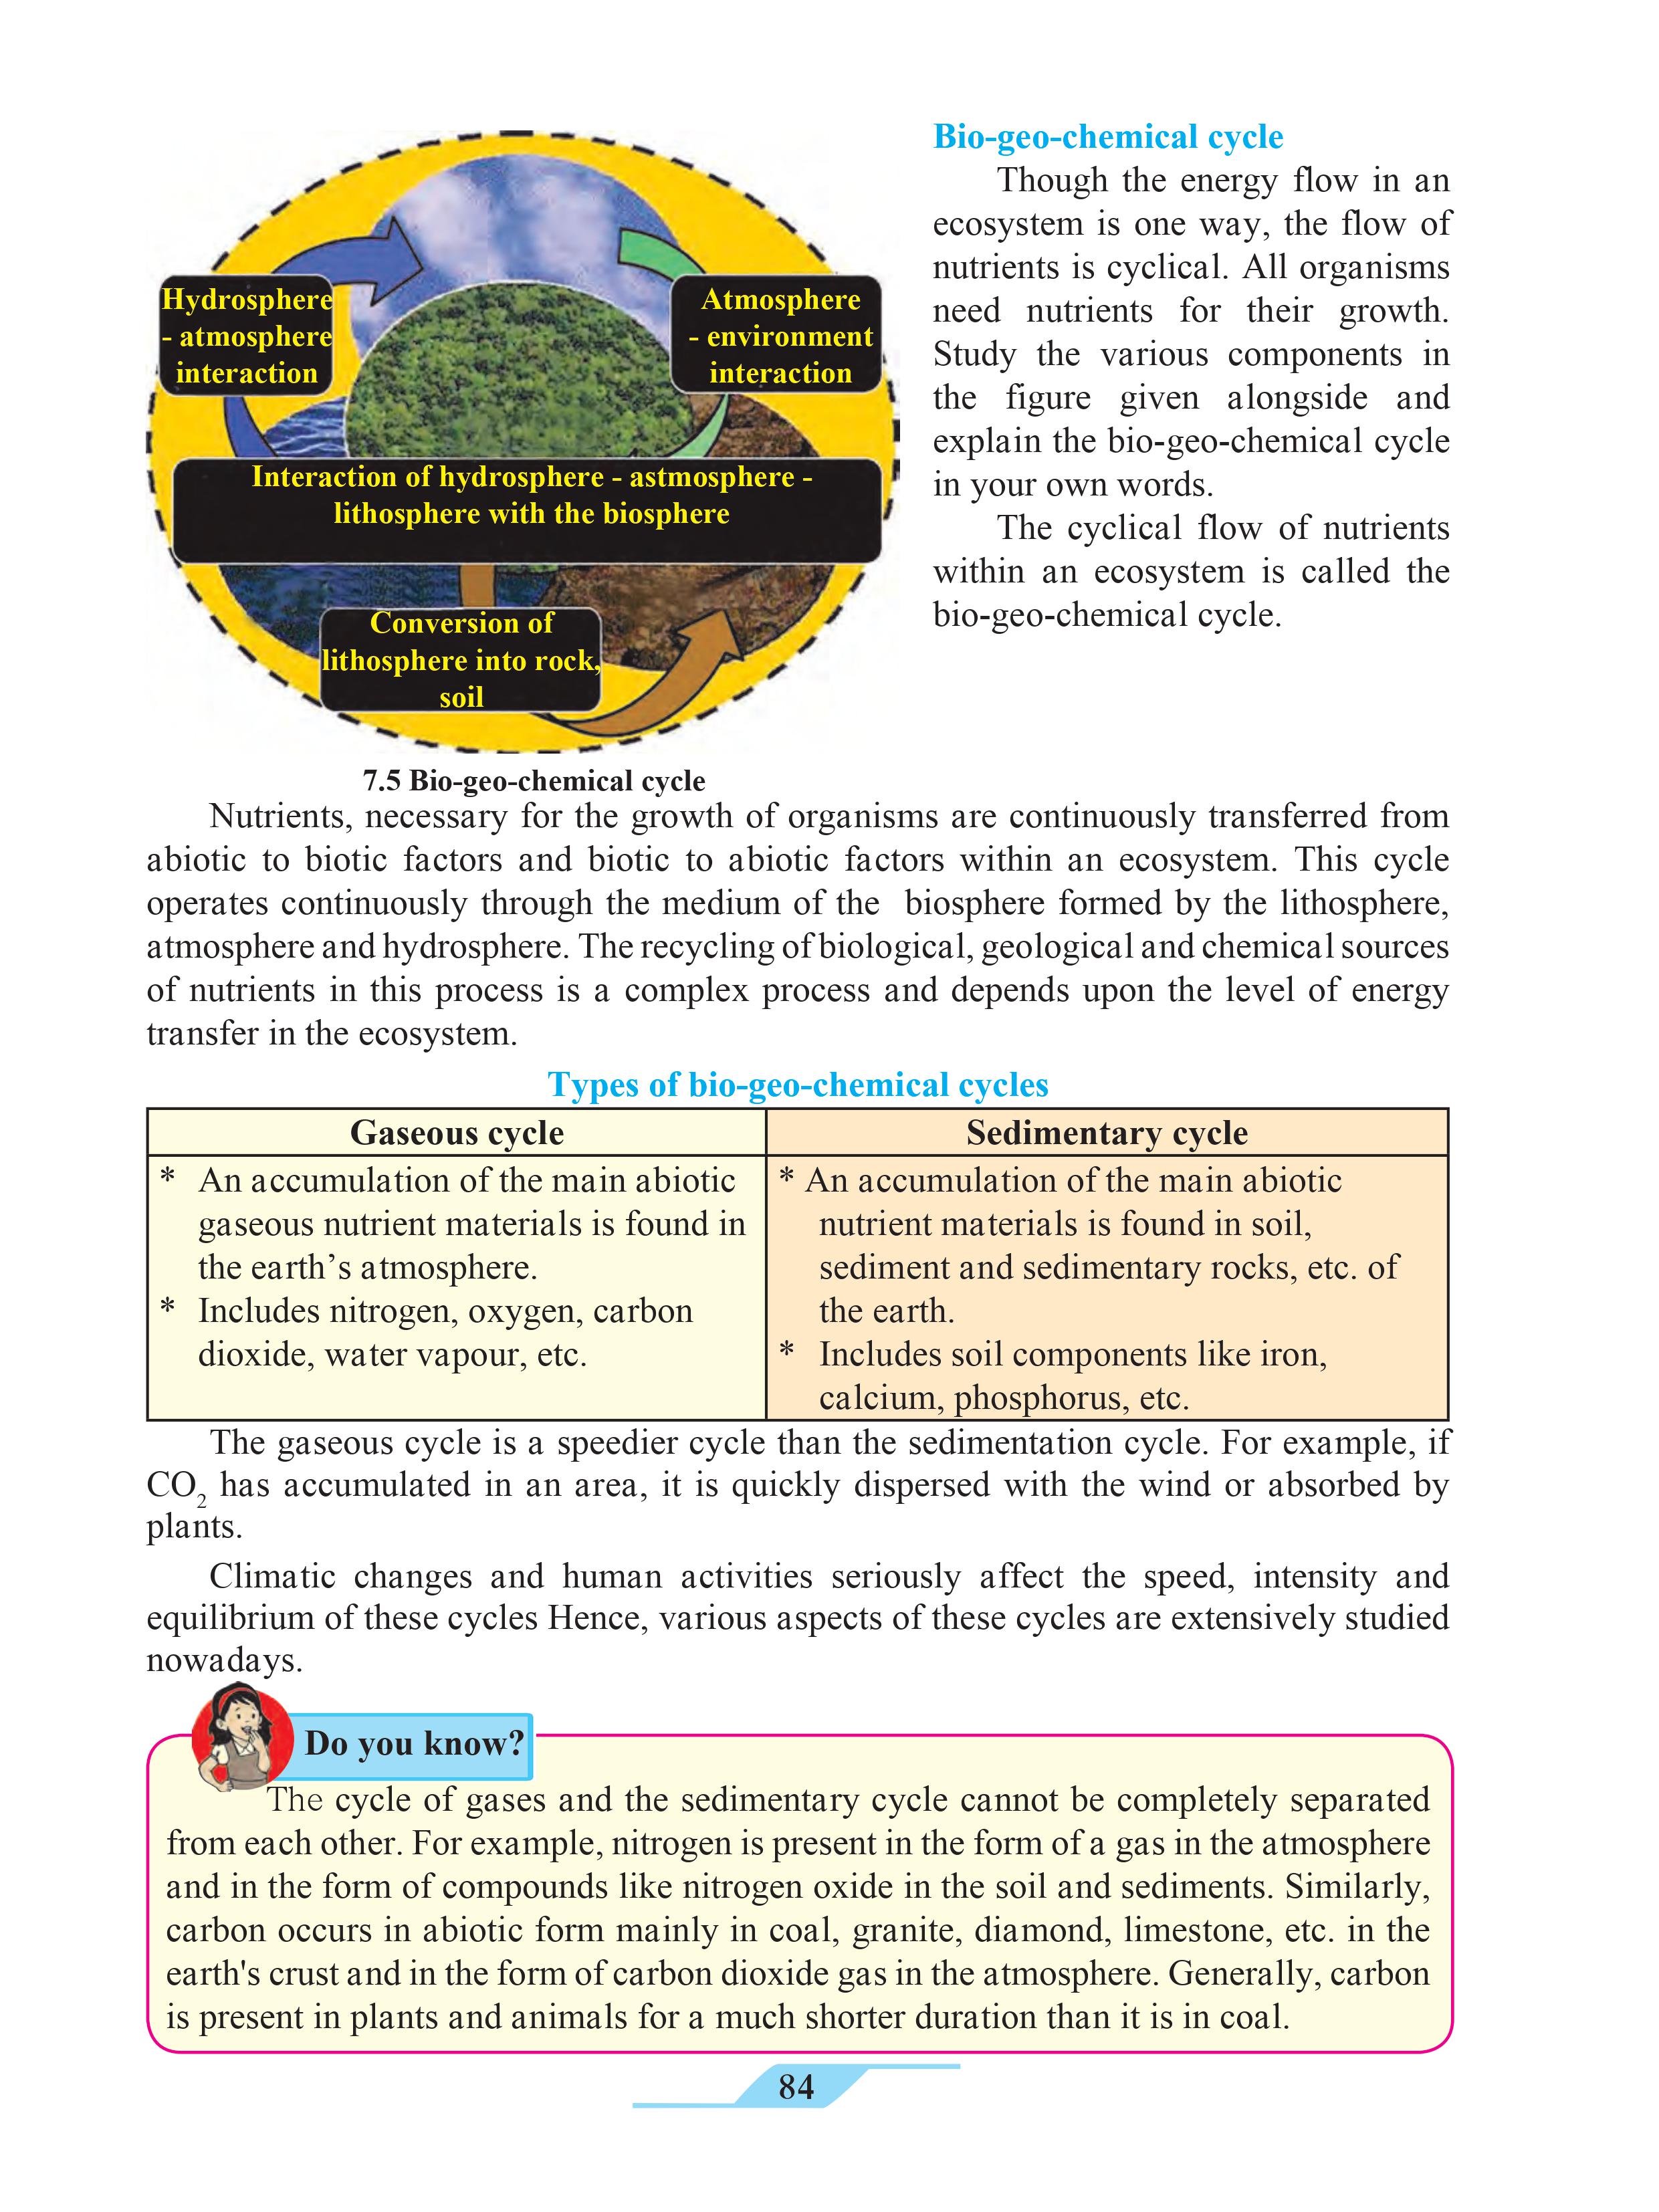 Bio-geo-chemical cycle
Though the energy flow in an
ecosystem is one way, the flow of
nutrients is cyclical. All organisms
need nutrients for their growth.
Study the various components in
the figure given alongside and
explain the bio-geo-chemical cycle
in your own words.
The cyclical flow of nutrients
within an ecosystem is called the
bio-geo-chemical cycle.
Hydrosphere
- atmosphere
interaction
Atmosphere
- environment
interaction
Interaction of hydrosphere - astmosphere -
lithosphere with the biosphere
Conversion of
lithosphere into rock,
soil
7.5 Bio-geo-chemical cycle
Nutrients, necessary for the growth of organisms are continuously transferred from
abiotic to biotic factors and biotic to abiotic factors within an ecosystem. This cycle
operates continuously through the medium of the biosphere formed by the lithosphere,
atmosphere and hydrosphere. The recycling of biological, geological and chemical sources
of nutrients in this process is a complex process and depends upon the level of energy
transfer in the ecosystem.
Types of bio-geo-chemical cycles
Gaseous cycle
* An accumulation of the main abiotic
gaseous nutrient materials is found in
the earth’s atmosphere.
* Includes nitrogen, oxygen, carbon
dioxide, water vapour, etc.
Sedimentary cycle
* An accumulation of the main abiotic
nutrient materials is found in soil,
sediment and sedimentary rocks, etc. of
the earth.
* Includes soil components like iron,
calcium, phosphorus, etc.
The gaseous cycle is a speedier cycle than the sedimentation cycle. For example, if
CO₂ has accumulated in an area, it is quickly dispersed with the wind or absorbed by
plants.
Climatic changes and human activities seriously affect the speed, intensity and
equilibrium of these cycles Hence, various aspects of these cycles are extensively studied
nowadays.
Do you know?
The cycle of gases and the sedimentary cycle cannot be completely separated
from each other. For example, nitrogen is present in the form of a gas in the atmosphere
and in the form of compounds like nitrogen oxide in the soil and sediments. Similarly,
carbon occurs in abiotic form mainly in coal, granite, diamond, limestone, etc. in the
earth's crust and in the form of carbon dioxide gas in the atmosphere. Generally, carbon
is present in plants and animals for a much shorter duration than it is in coal.
84